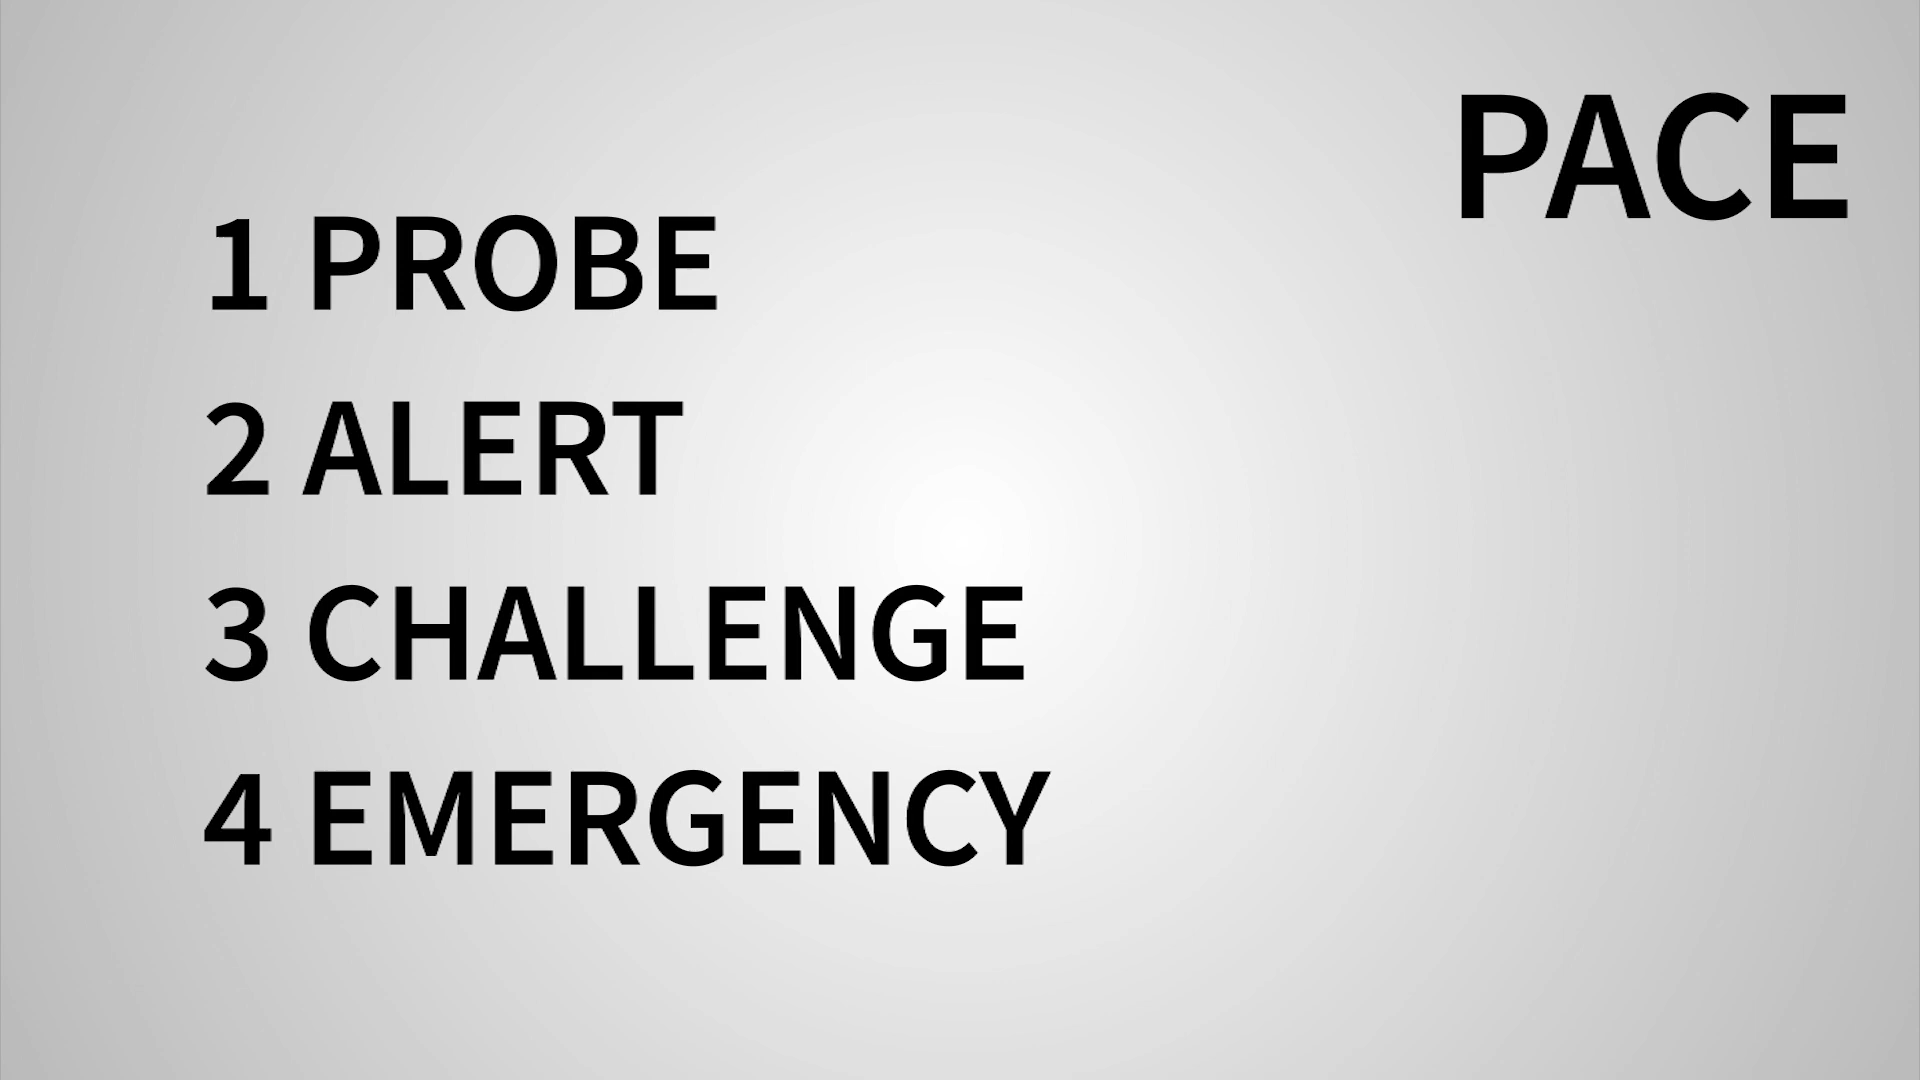 PACE
1 PROBE
2 ALERT
3 CHALLENGE
4 EMERGENCY